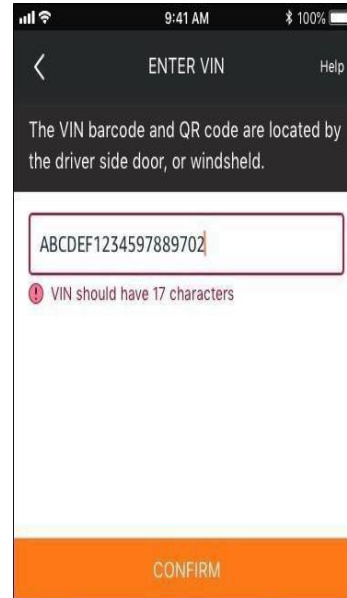 9:41 AM 100%
ENTER VIN Help
The VIN barcode and QR code are located by
the driver side door, or windsheld.
ABCDEF1234597889702
VIN should have 17 characters
CONFIRM